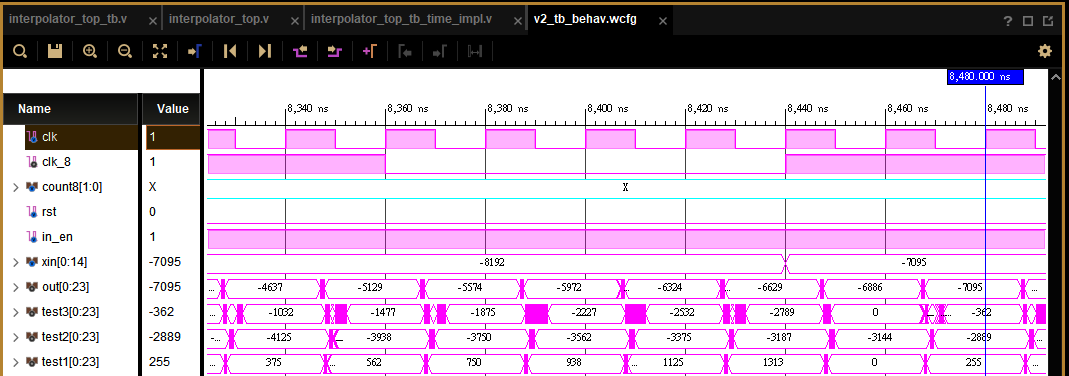 interpolator_top_tb.v × interpolator_top.v × interpolator_top_tb_time_impl.v × v2_tb_behav.wcfg ×
8,480.000 ns
Name Value 8,340 ns 8,360 ns 8,380 ns 8,400 ns 8,420 ns 8,440 ns 8,460 ns 8,480 ns
clk 1
clk_8 1
count8[1:0] X X
rst 0
in_en 1
xin[0:14] -7095 -8192 -7095
out[0:23] -7095 ... -4637 -5129 -5574 -5972 -6324 -6629 -6886 -7095 ...
test3[0:23] -362 ... -1032 -1477 -1875 -2227 -2532 -2789 0 -362
test2[0:23] -2889 ... -4125 -3938 -3750 -3562 -3375 -3187 -3144 -2889 ...
test1[0:23] 255 ... 375 562 750 938 1125 1313 0 255 ...